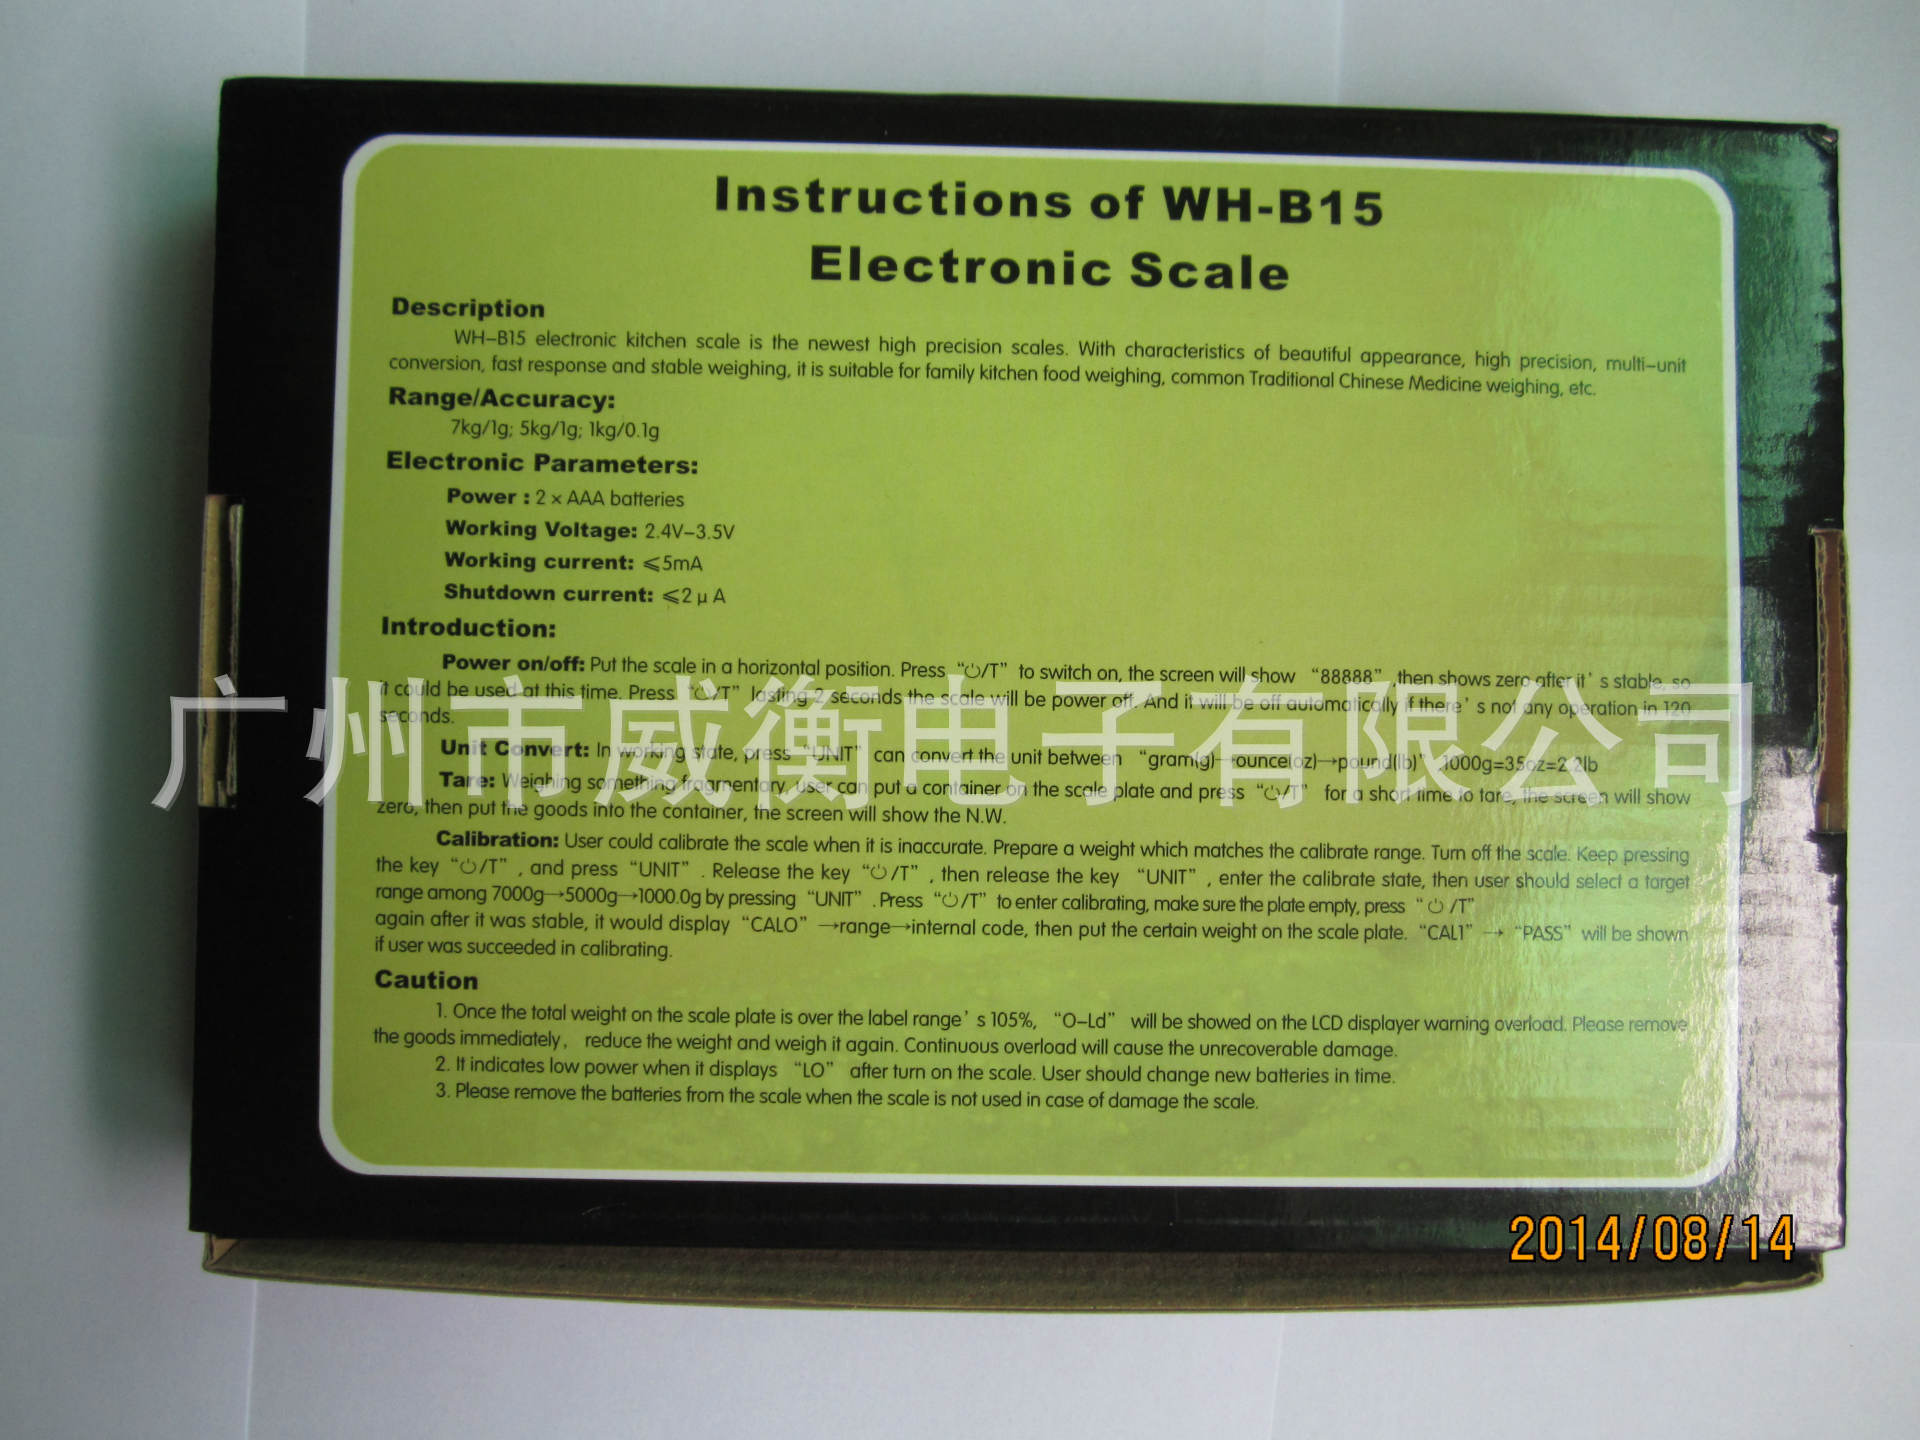 Instructions of WH-B15
Electronic Scale
Description
WH-B15 electronic kitchen scale is the newest high precision scales. With characteristics of beautiful appearance, high precision, multi-unit
conversion, fast response and stable weighing, it is suitable for family kitchen food weighing, common Traditional Chinese Medicine weighing, etc.
Range/Accuracy:
7kg/1g; 5kg/1g; 1kg/0.1g
Electronic Parameters:
Power : 2 × AAA batteries
Working Voltage: 2.4V-3.5V
Working current: ≤5mA
Shutdown current: ≤2 μ A
Introduction:
Power on/off: Put the scale in a horizontal position. Press “⏻/T” to switch on, the screen will show “88888” ,then shows zero after it’ s stable, so
it could be used at this time. Press “⏻/T” lasting 2 seconds the scale will be power off. And it will be off automatically if there’ s not any operation in 120
seconds.
Unit Convert: In working state, press “UNIT” can convert the unit between “gram(g)→ounce(oz)→pound(lb)” ,1000g=35oz=2.2lb
Tare: Weighing something fragmentary, user can put a container on the scale plate and press “⏻/T” for a short time to tare, the screen will show
zero, then put the goods into the container, the screen will show the N.W.
Calibration: User could calibrate the scale when it is inaccurate. Prepare a weight which matches the calibrate range. Turn off the scale. Keep pressing
the key “⏻/T” , and press “UNIT” . Release the key “⏻/T” , then release the key “UNIT” , enter the calibrate state, then user should select a target
range among 7000g→5000g→1000.0g by pressing “UNIT” . Press “⏻/T” to enter calibrating, make sure the plate empty, press “ ⏻ /T”
again after it was stable, it would display “CALO” →range→internal code, then put the certain weight on the scale plate. “CAL1” → “PASS” will be shown
if user was succeeded in calibrating.
Caution
1. Once the total weight on the scale plate is over the label range’ s 105%, “O-Ld” will be showed on the LCD displayer warning overload. Please remove
the goods immediately， reduce the weight and weigh it again. Continuous overload will cause the unrecoverable damage.
2. It indicates low power when it displays “LO” after turn on the scale. User should change new batteries in time.
3. Please remove the batteries from the scale when the scale is not used in case of damage the scale.
广州市威衡电子有限公司
2014/08/14